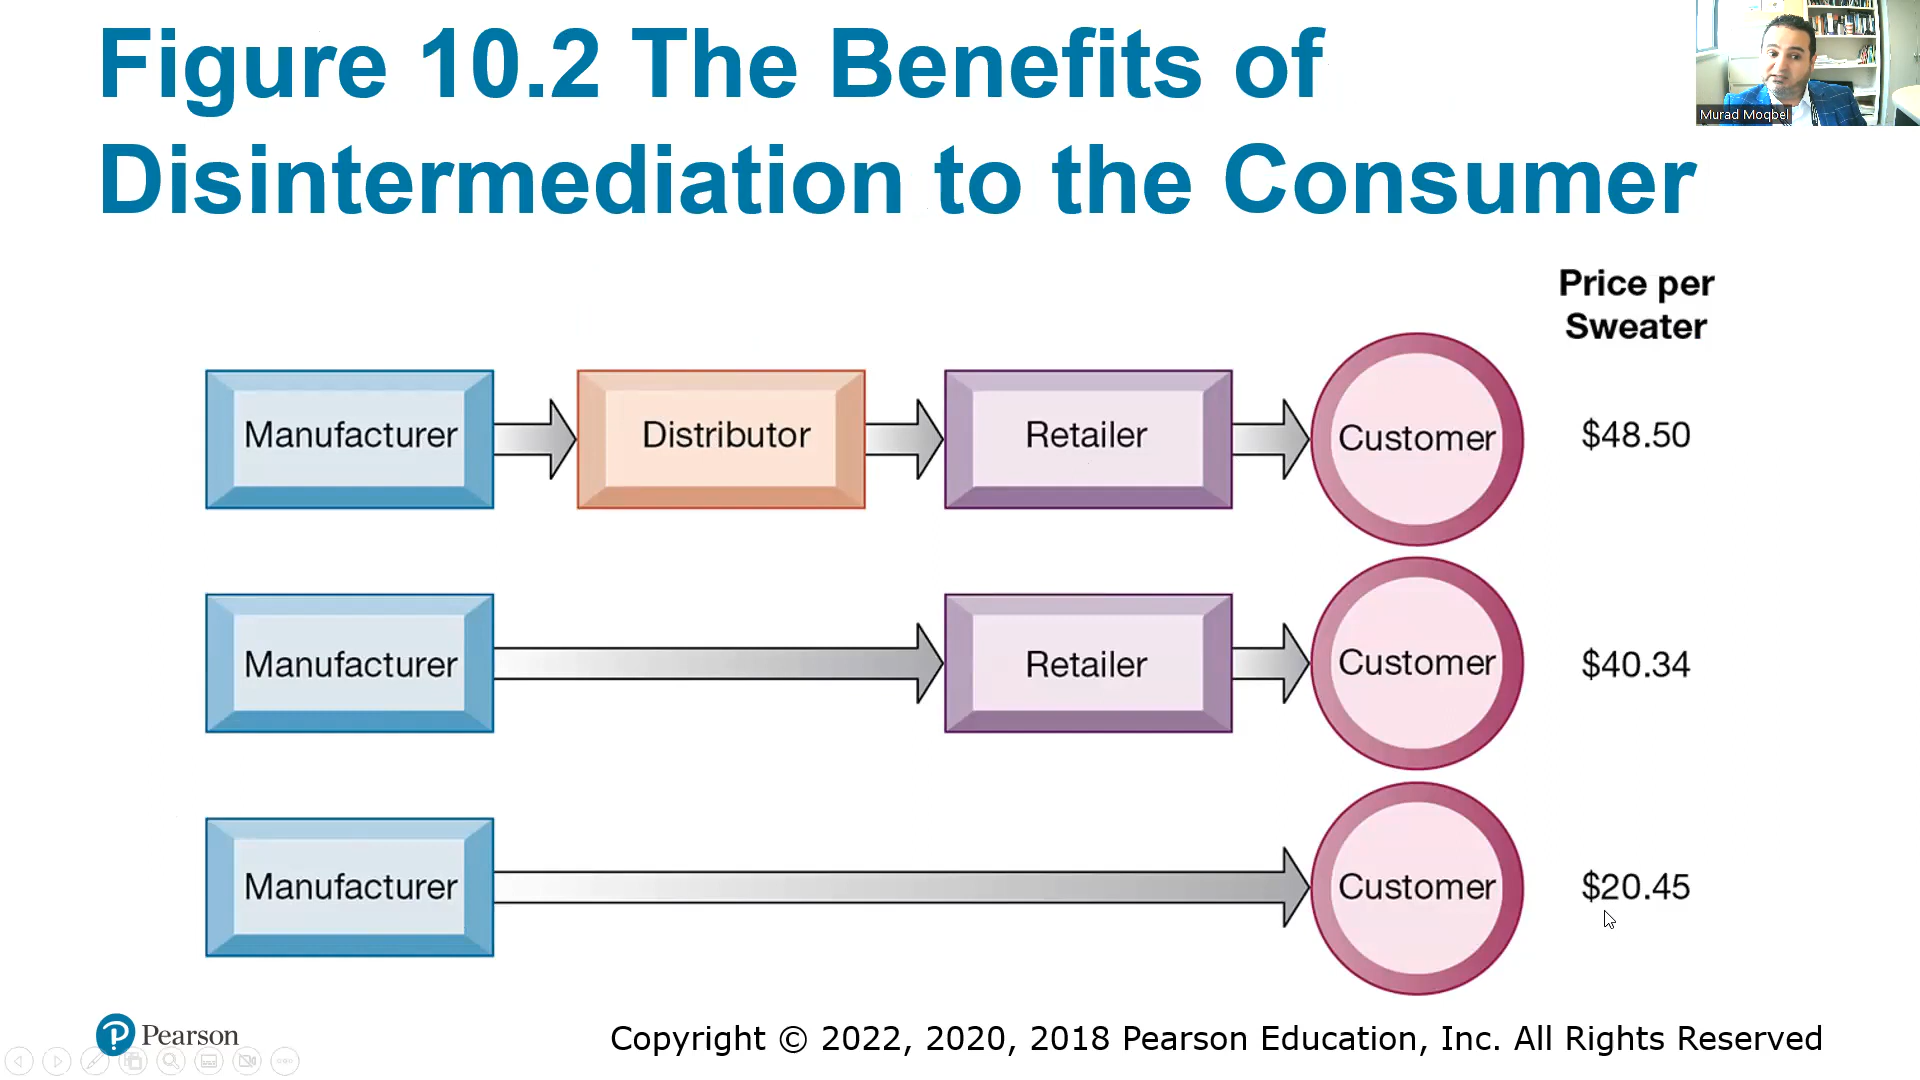 Figure 10.2 The Benefits of
Disintermediation to the Consumer
Murad Moqbel
Price per
Sweater
Manufacturer
Distributor
Retailer
Customer
$48.50
Manufacturer
Retailer
Customer
$40.34
Manufacturer
Customer
$20.45
P Pearson
Copyright © 2022, 2020, 2018 Pearson Education, Inc. All Rights Reserved